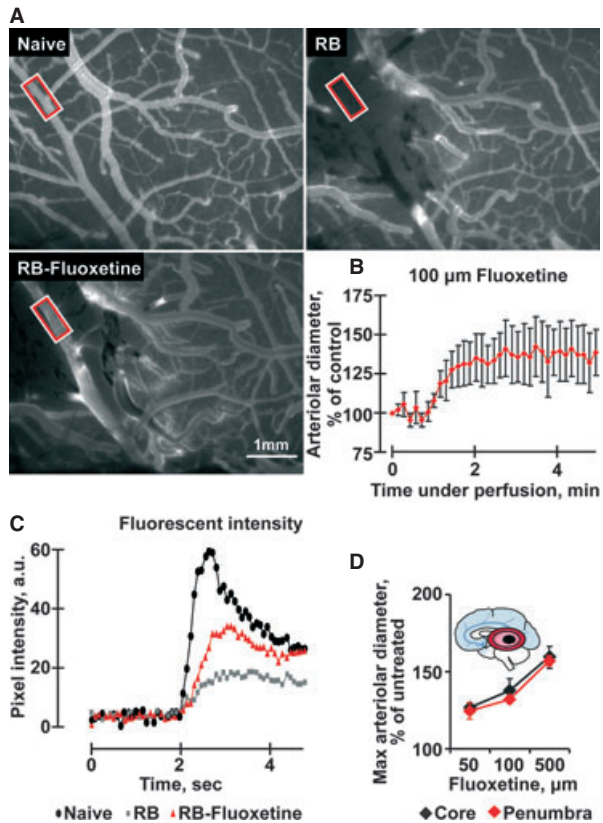 A
Naive
RB
RB-Fluoxetine
1mm
B
100 µm Fluoxetine
Arteriolar diameter,
% of control
175
150
125
100
75
0 2 4
Time under perfusion, min
C
Fluorescent intensity
Pixel intensity, a.u.
60
40
20
0
0 2 4
Time, sec
Naive RB RB-Fluoxetine
D
Max arteriolar diameter,
% of untreated
200
150
100
50 100 500
Fluoxetine, µm
Core Penumbra